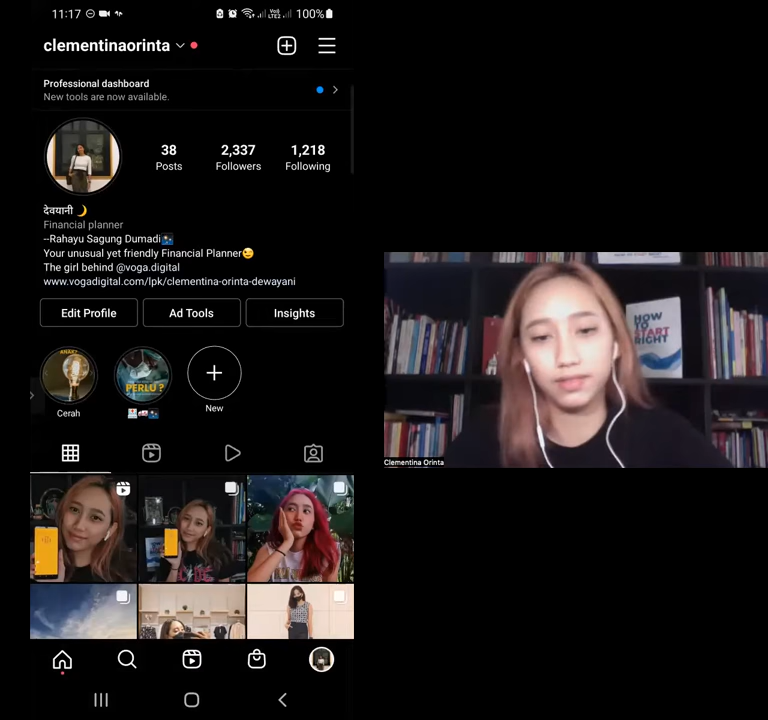 11:17
Vo))
LTE2
100%
clementinaorinta
Professional dashboard
New tools are now available.
38
2,337
1,218
Posts
Followers
Following
देवयानी 🌙
Financial planner
--Rahayu Sagung Dumadi🌃
Your unusual yet friendly Financial Planner😉
The girl behind @voga.digital
www.vogadigital.com/lpk/clementina-orinta-dewayani
Edit Profile
Ad Tools
Insights
PERLU ?
Cerah
New
HOW TO
START
RIGHT
Clementina Orinta